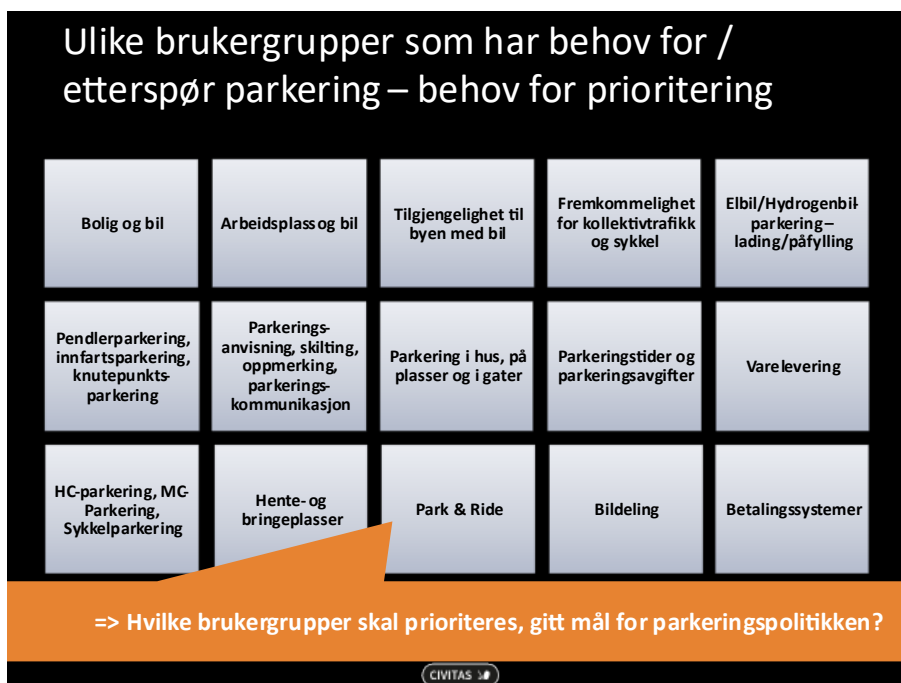 Ulike brukergrupper som har behov for /
etterspør parkering – behov for prioritering
Bolig og bil
Arbeidsplass og bil
Tilgjengelighet til
byen med bil
Fremkommelighet
for kollektivtrafikk
og sykkel
Elbil/Hydrogenbil-
parkering –
lading/påfylling
Pendlerparkering,
innfartsparkering,
knutepunkts-
parkering
Parkerings-
anvisning, skilting,
oppmerking,
parkerings-
kommunikasjon
Parkering i hus, på
plasser og i gater
Parkeringstider og
parkeringsavgifter
Varelevering
HC-parkering, MC-
Parkering,
Sykkelparkering
Hente- og
bringeplasser
Park & Ride
Bildeling
Betalingssystemer
=> Hvilke brukergrupper skal prioriteres, gitt mål for parkeringspolitikken?
CIVITAS